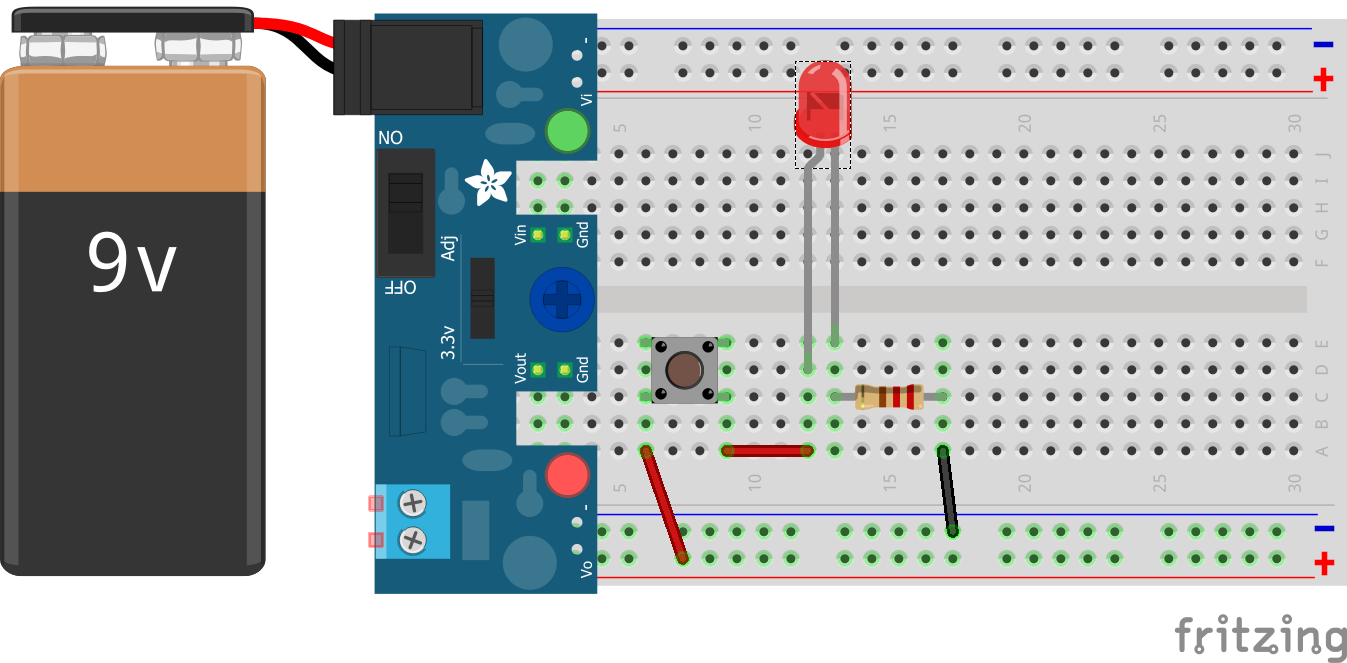 9v
ON
OFF
Adj
3.3v
Vi
-
Vin
Gnd
Vout
Gnd
-
Vo
−
+
5
10
15
20
25
30
J
I
H
G
F
E
D
C
B
A
5
10
15
20
25
30
−
+
fritzing